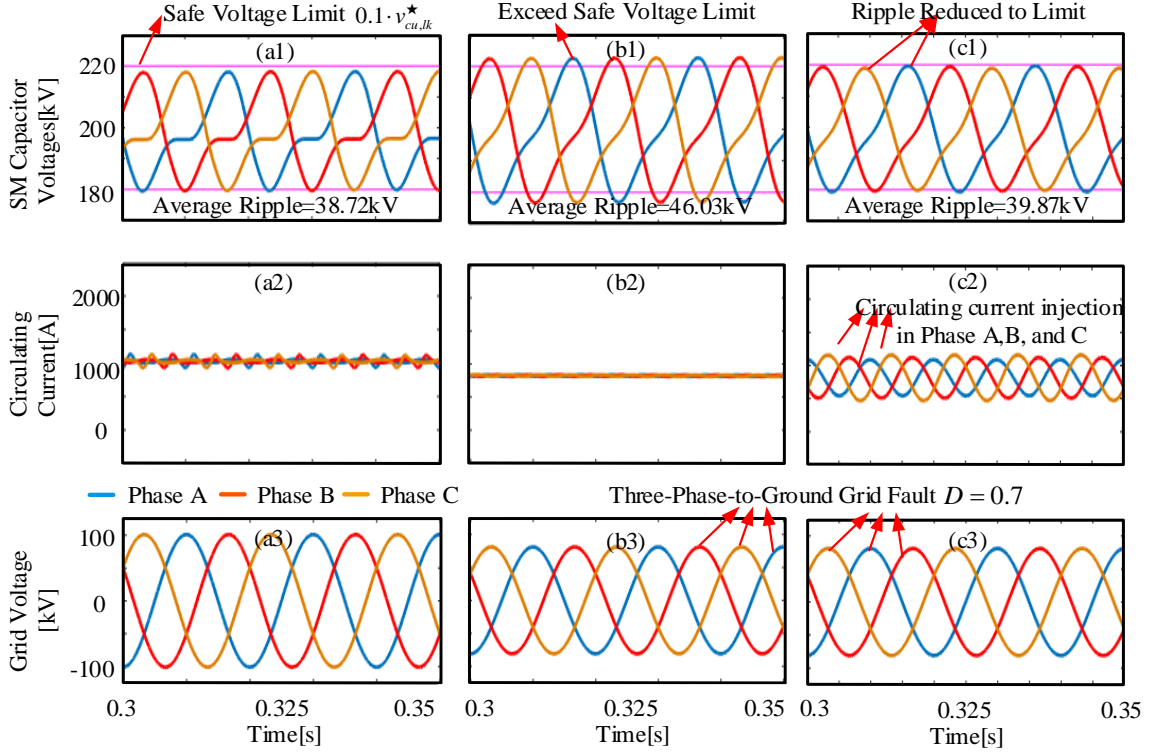 Safe Voltage Limit 0.1·v★cu,lk
Exceed Safe Voltage Limit
Ripple Reduced to Limit
SM Capacitor
Voltages[kV]
220
200
180
(a1)
(b1)
(c1)
Average Ripple=38.72kV
Average Ripple=46.03kV
Average Ripple=39.87kV
Circulating
Current[A]
2000
1000
0
(a2)
(b2)
(c2)
Circulating current injection
in Phase A,B, and C
Phase A Phase B Phase C
Three-Phase-to-Ground Grid Fault D = 0.7
Grid Voltage
[kV]
100
0
-100
(a3)
(b3)
(c3)
0.3 0.325 0.35
0.3 0.325 0.35
0.3 0.325 0.35
Time[s]
Time[s]
Time[s]